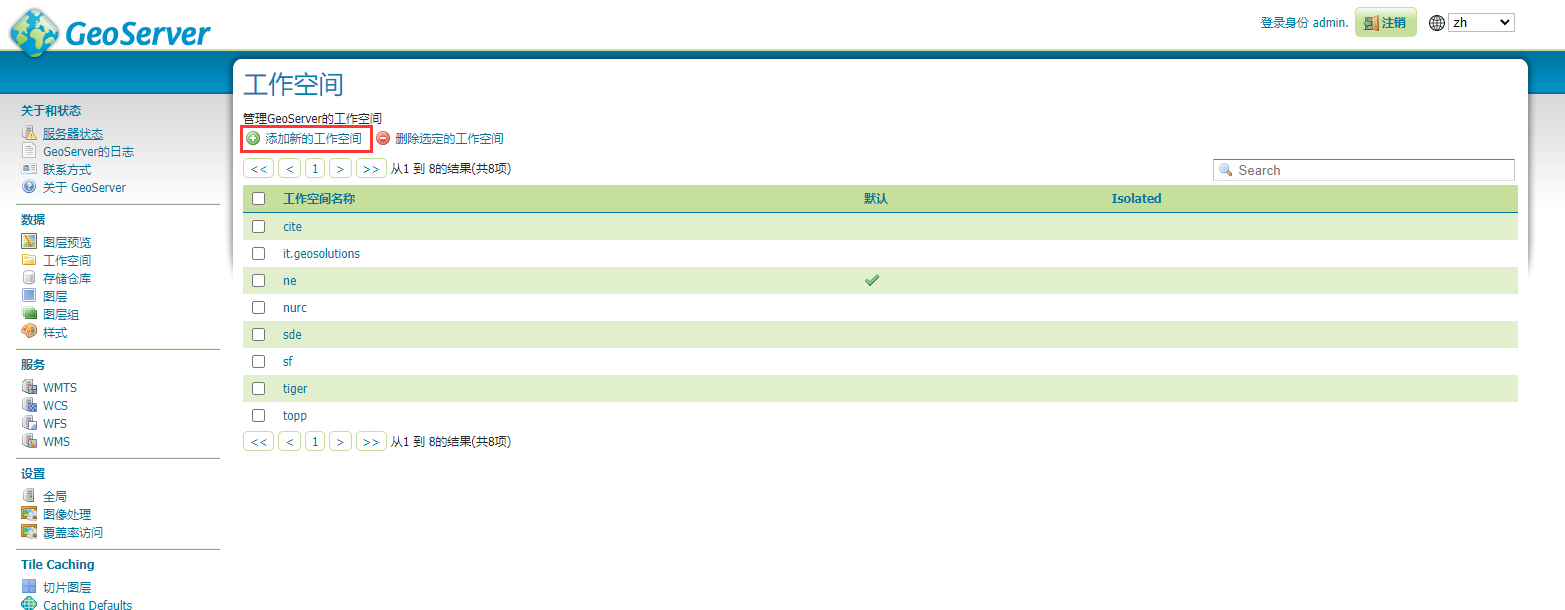 GeoServer
登录身份 admin. 注销 zh
关于和状态
服务器状态
GeoServer的日志
联系方式
关于 GeoServer
数据
图层预览
工作空间
存储仓库
图层
图层组
样式
服务
WMTS
WCS
WFS
WMS
设置
全局
图像处理
覆盖率访问
Tile Caching
切片图层
Caching Defaults
工作空间
管理GeoServer的工作空间
添加新的工作空间 删除选定的工作空间
<< < 1 > >> 从1 到 8的结果(共8项) Search
工作空间名称 默认 Isolated
cite
it.geosolutions
ne
nurc
sde
sf
tiger
topp
<< < 1 > >> 从1 到 8的结果(共8项)